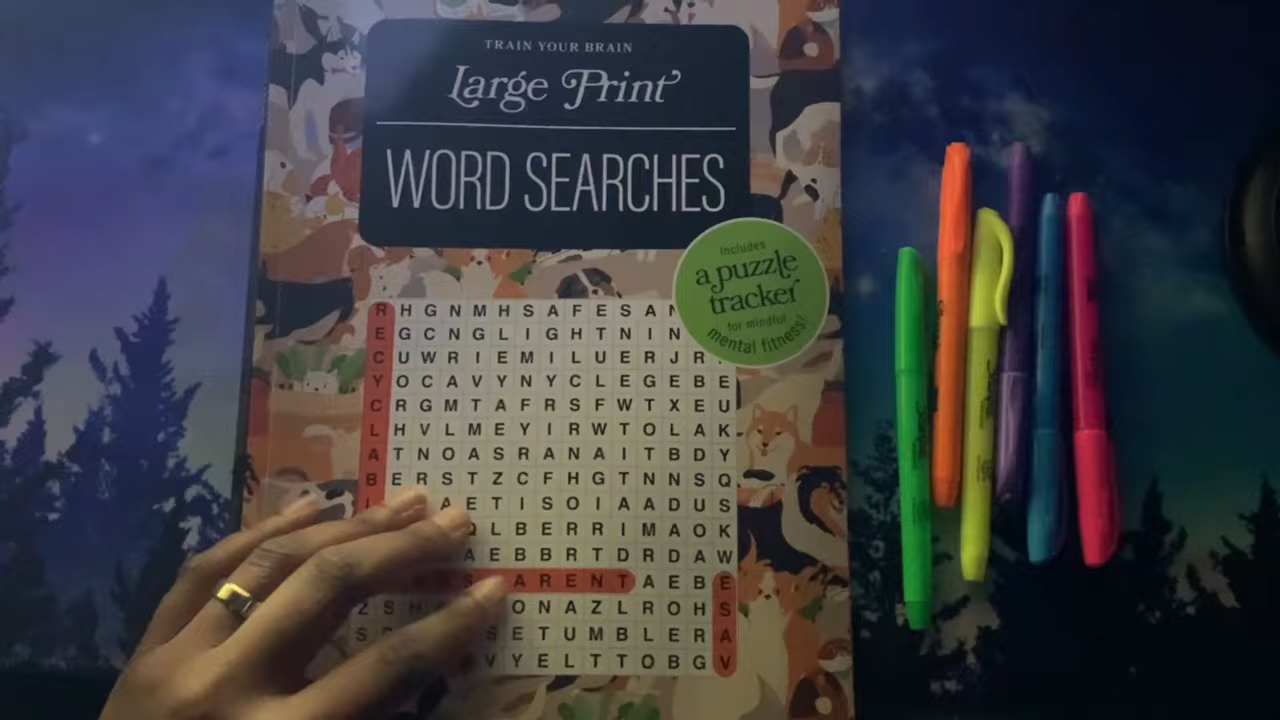 TRAIN YOUR BRAIN
Large Print
WORD SEARCHES
includes
a puzzle
tracker
for mindful
mental fitness!
R H G N M H S A F E S A N
E G C N G L I G H T N I N
C U W R I E M I L U E R J R
Y O C A V Y N Y C L E G E B E
C R G M T A F R S F W T X E U
L H V L M E Y I R W T O L A K
A T N O A S R A N A I T B D Y
B E R S T Z C F H G T N N S Q
A E T I S O I A A D U S
Q L B E R R I M A O K
A E B B R T D R D A W
S A R E N T A E B E
Z S H O N A Z L R O H S
S S E T U M B L E R A
V Y E L T T O B G V